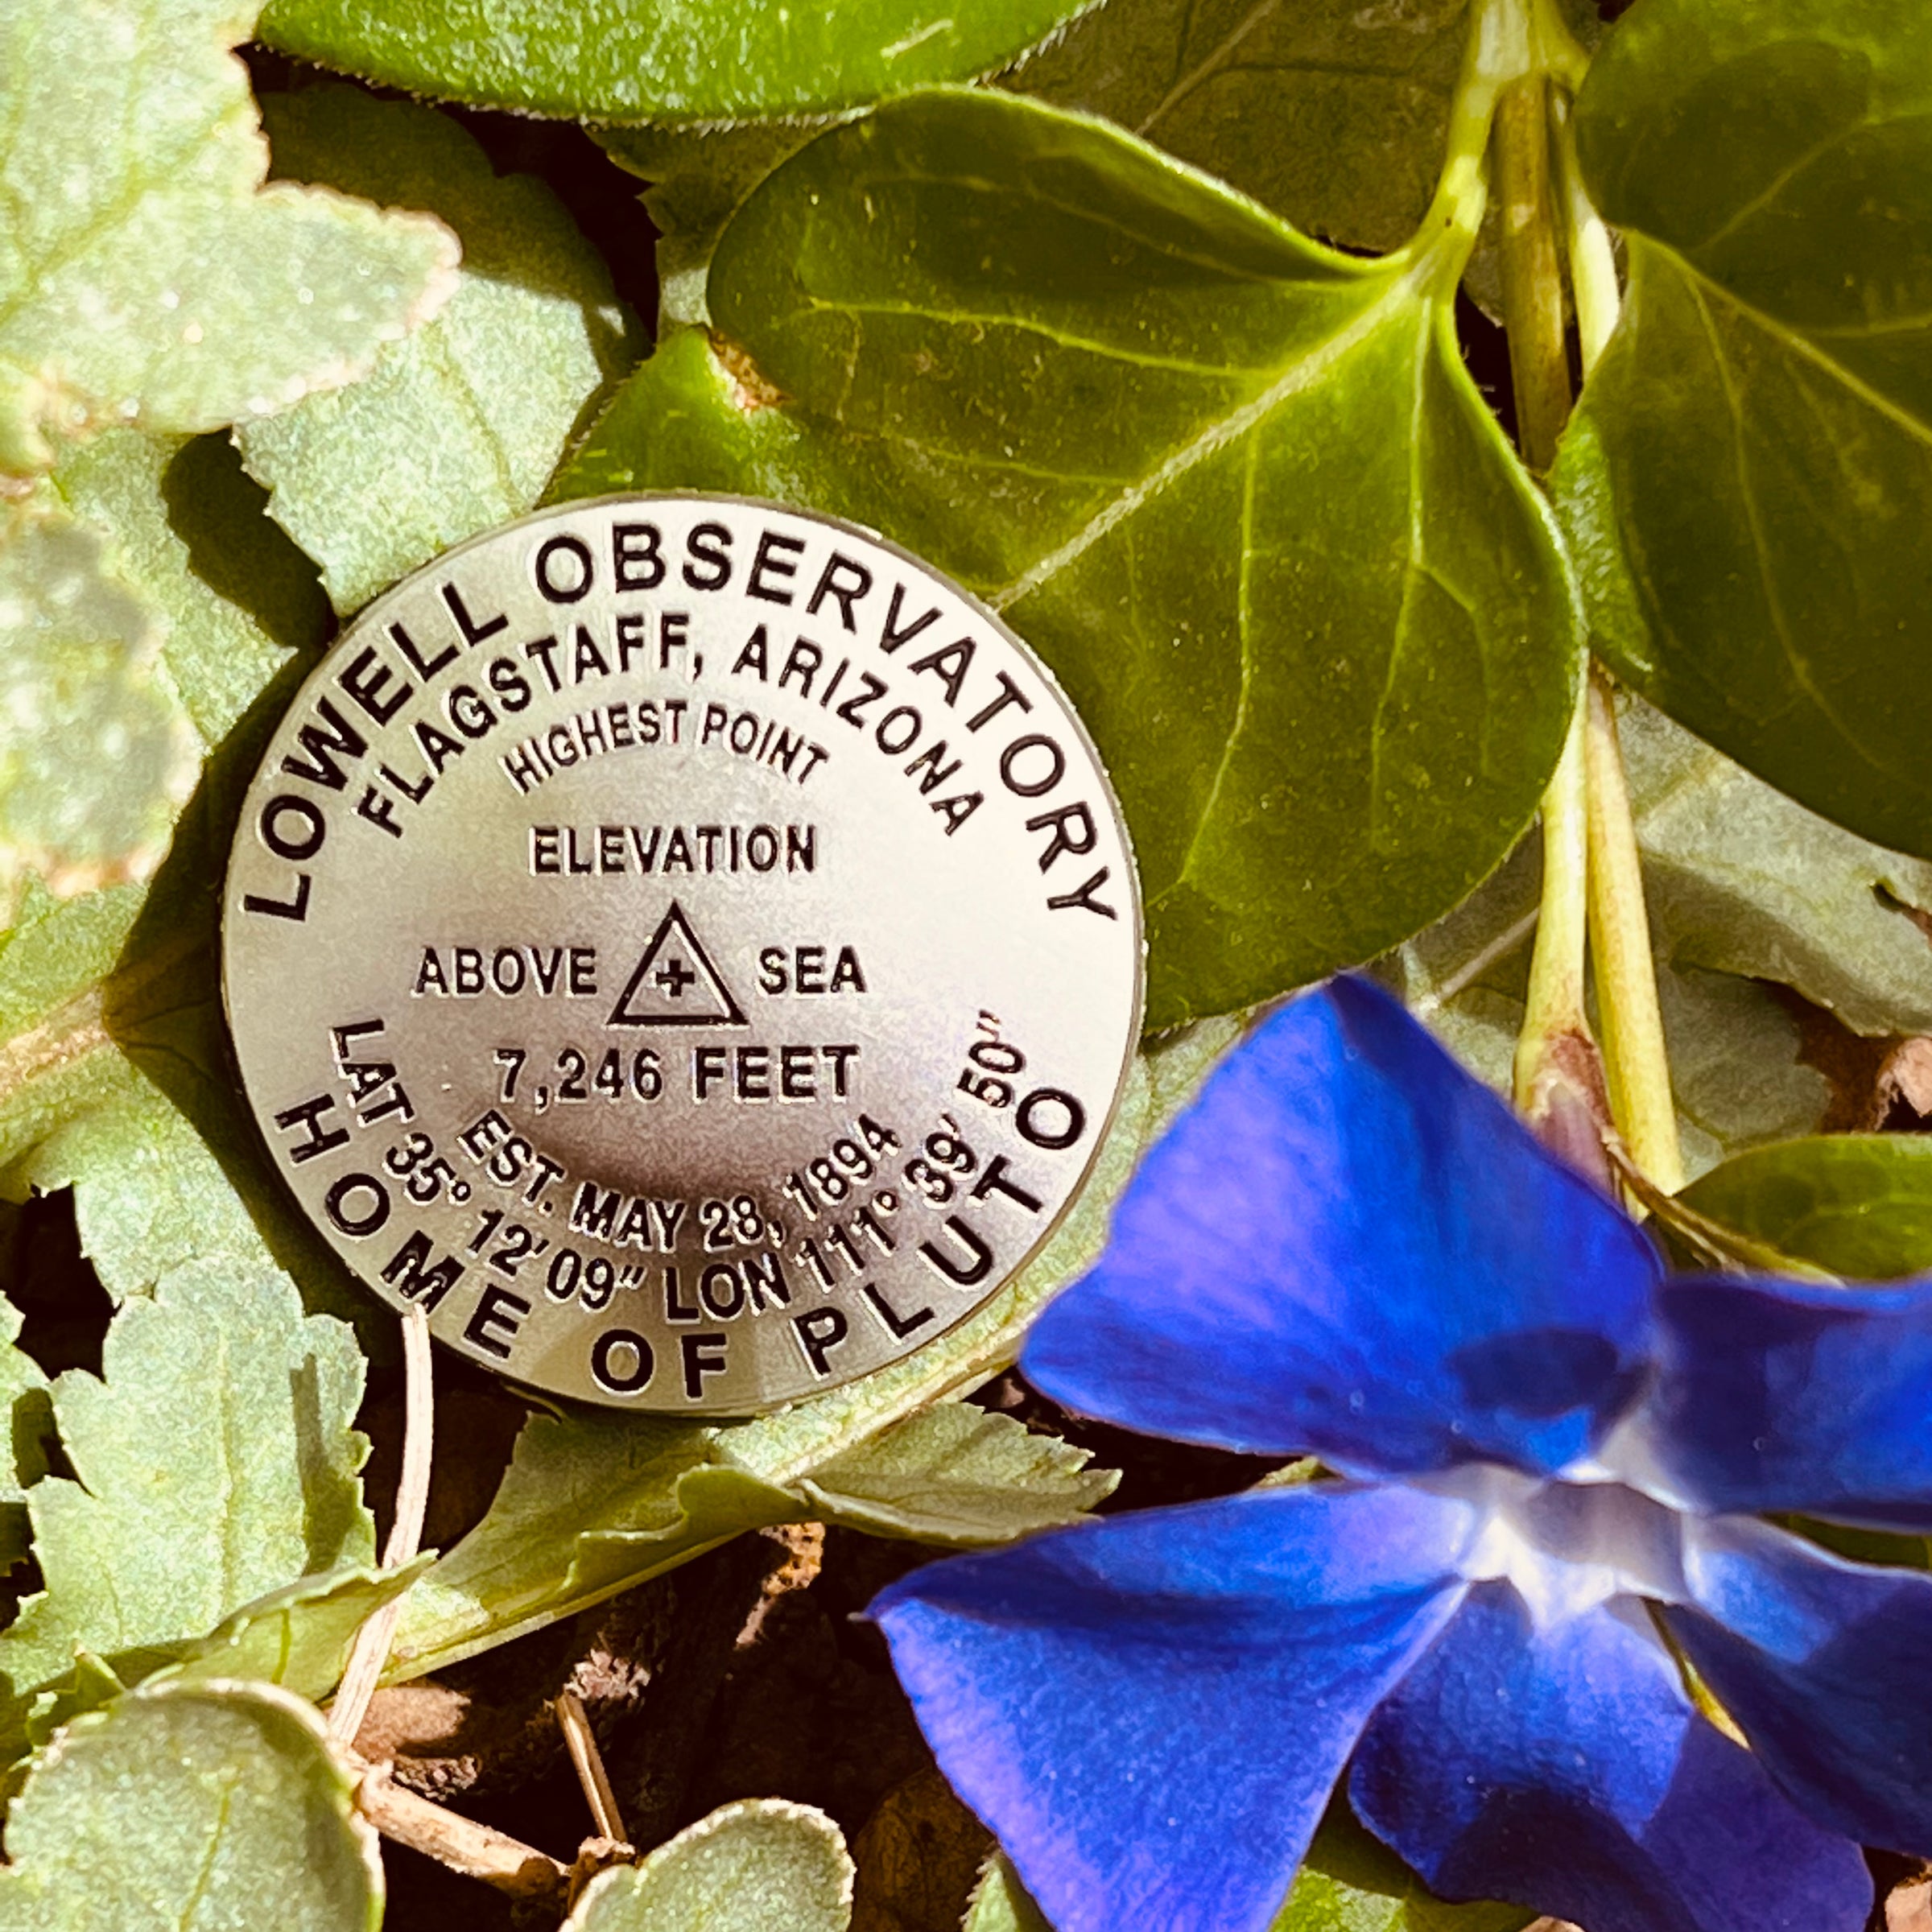 LOWELL OBSERVATORY
FLAGSTAFF, ARIZONA
HIGHEST POINT
ELEVATION
ABOVE SEA
7,246 FEET
EST. MAY 28, 1894
LAT 35° 12' 09" LON 111° 39' 50"
HOME OF PLUTO